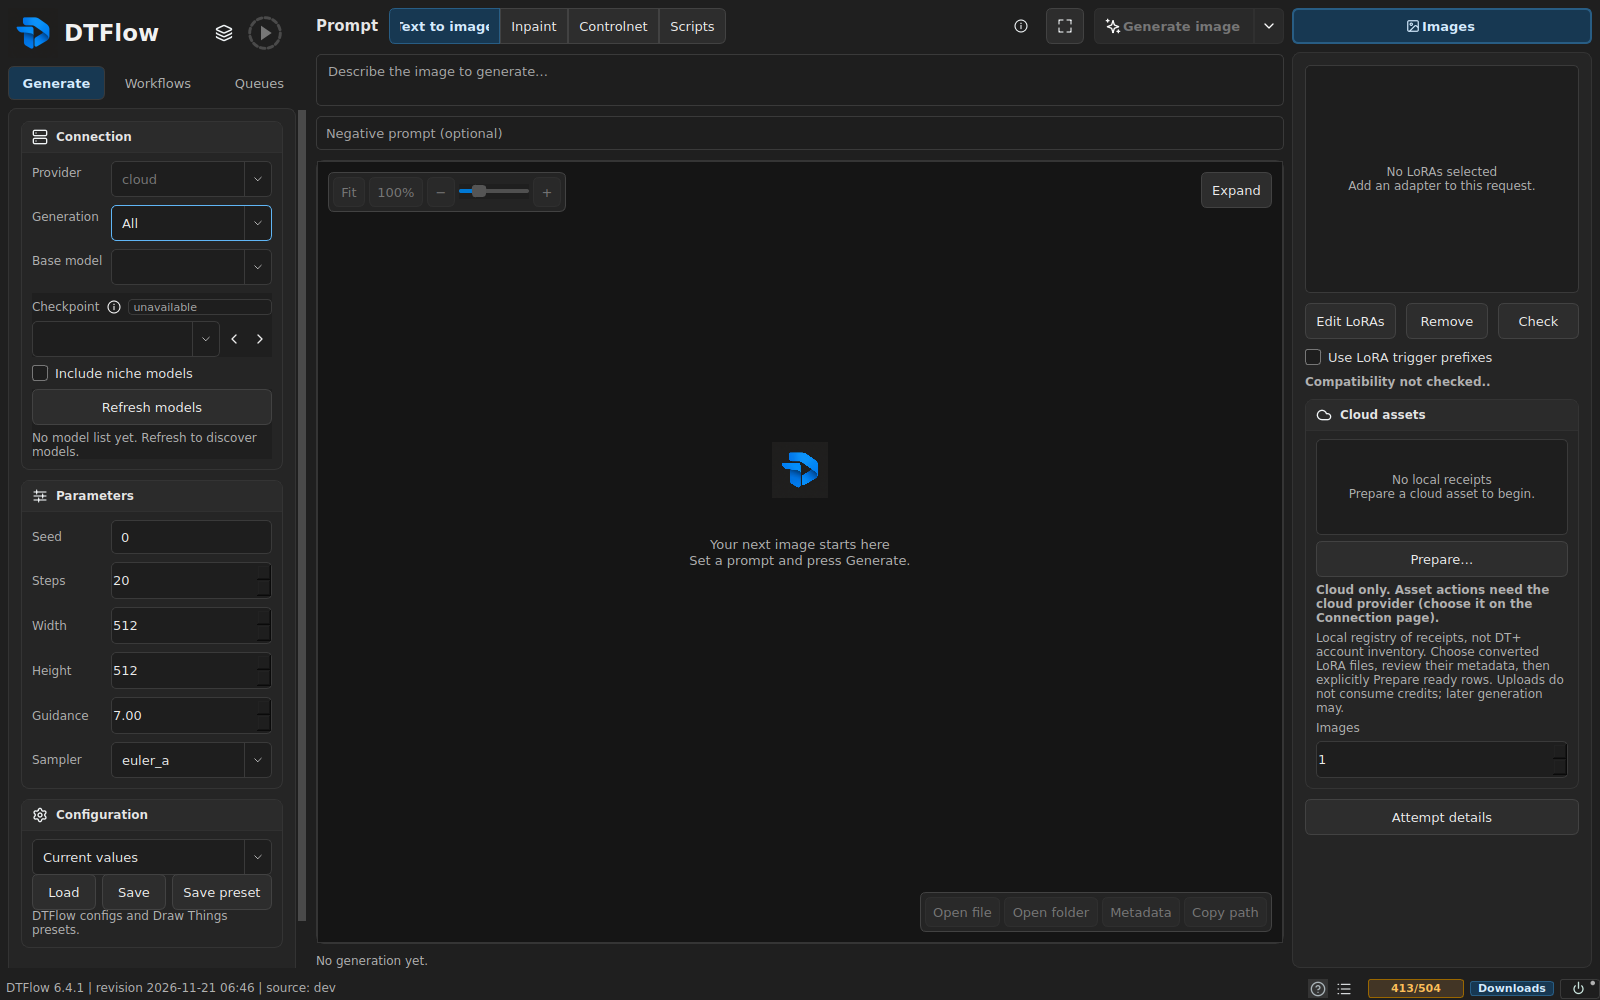 DTFlow
Generate
Workflows
Queues
Connection
Provider
cloud
Generation
All
Base model
Checkpoint
unavailable
Include niche models
Refresh models
No model list yet. Refresh to discover
models.
Parameters
Seed
0
Steps
20
Width
512
Height
512
Guidance
7.00
Sampler
euler_a
Configuration
Current values
Load
Save
Save preset
DTFlow configs and Draw Things
presets.
Prompt
Text to image
Inpaint
Controlnet
Scripts
Generate image
Describe the image to generate...
Negative prompt (optional)
Fit
100%
−
+
Expand
Your next image starts here
Set a prompt and press Generate.
Open file
Open folder
Metadata
Copy path
No generation yet.
Images
No LoRAs selected
Add an adapter to this request.
Edit LoRAs
Remove
Check
Use LoRA trigger prefixes
Compatibility not checked..
Cloud assets
No local receipts
Prepare a cloud asset to begin.
Prepare...
Cloud only. Asset actions need the
cloud provider (choose it on the
Connection page).
Local registry of receipts, not DT+
account inventory. Choose converted
LoRA files, review their metadata, then
explicitly Prepare ready rows. Uploads do
not consume credits; later generation
may.
Images
1
Attempt details
DTFlow 6.4.1 | revision 2026-11-21 06:46 | source: dev
413/504
Downloads